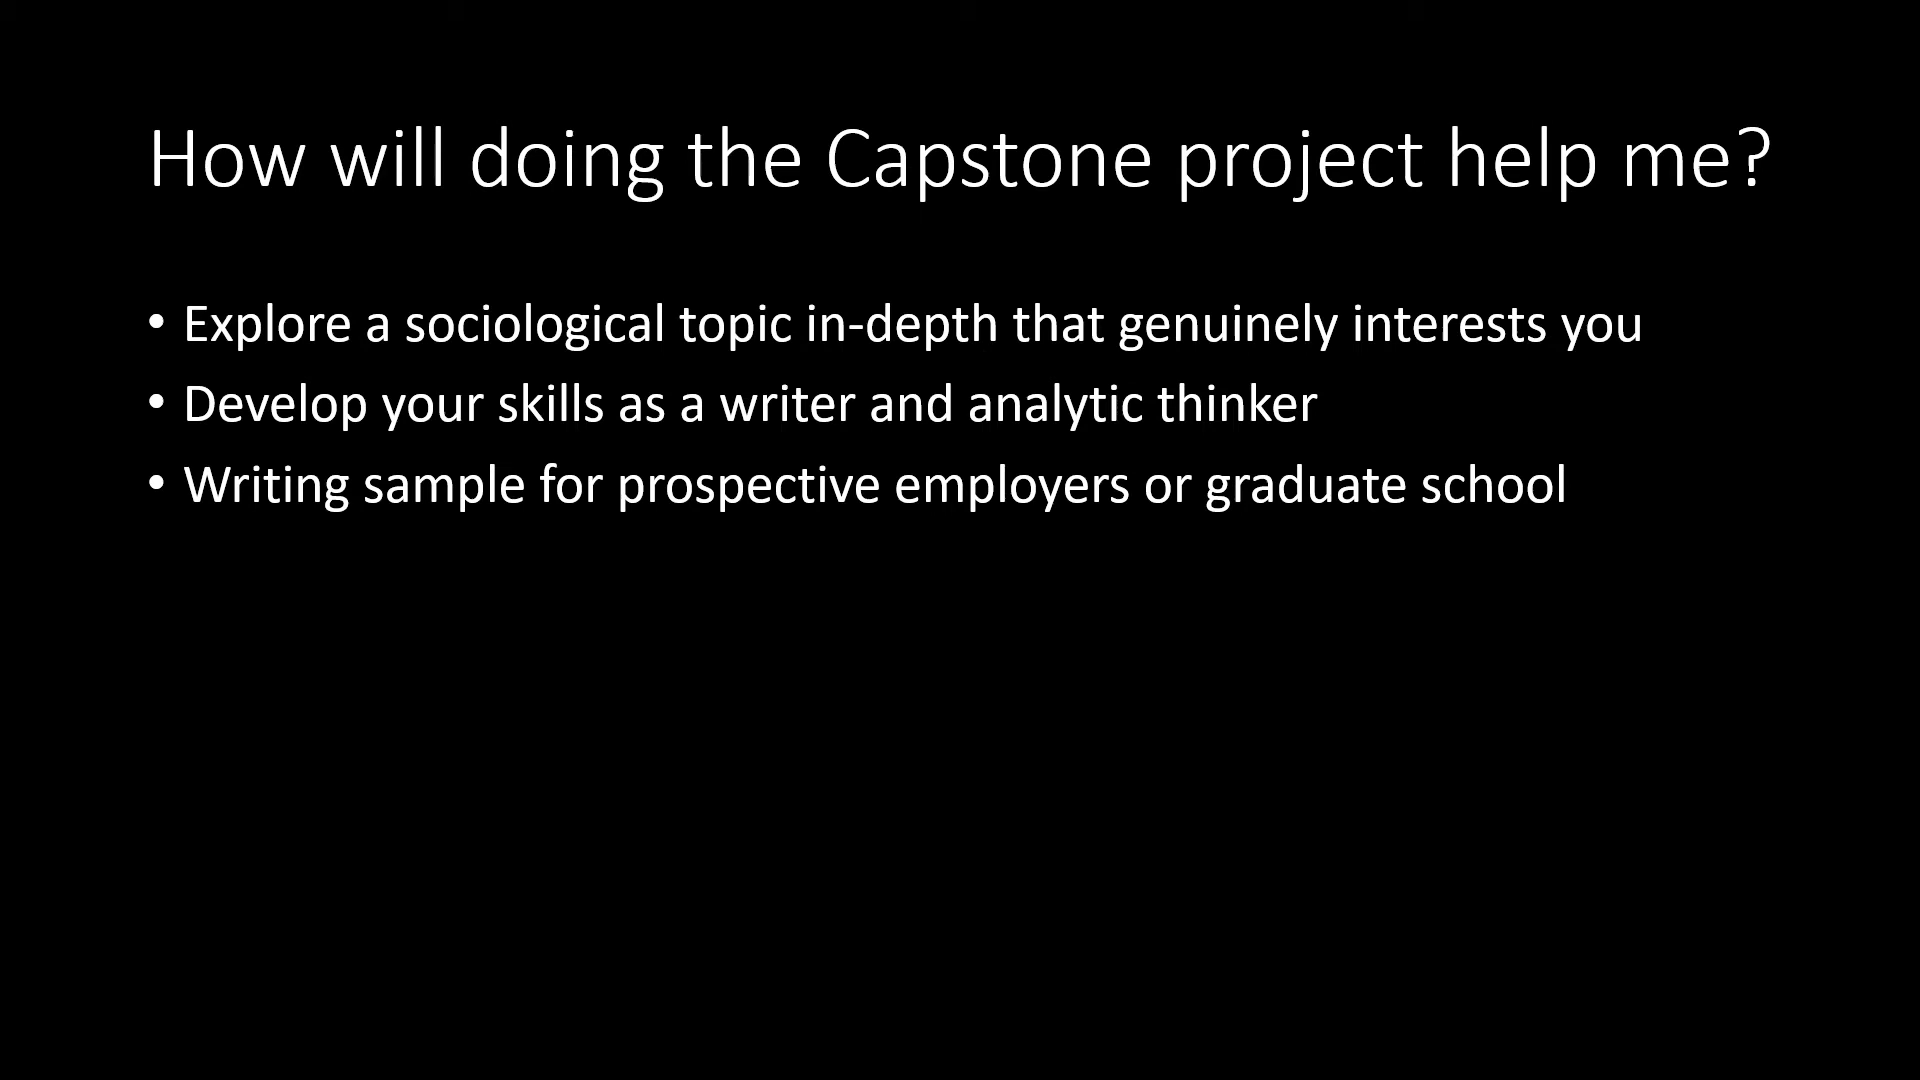 How will doing the Capstone project help me?
• Explore a sociological topic in-depth that genuinely interests you
• Develop your skills as a writer and analytic thinker
• Writing sample for prospective employers or graduate school